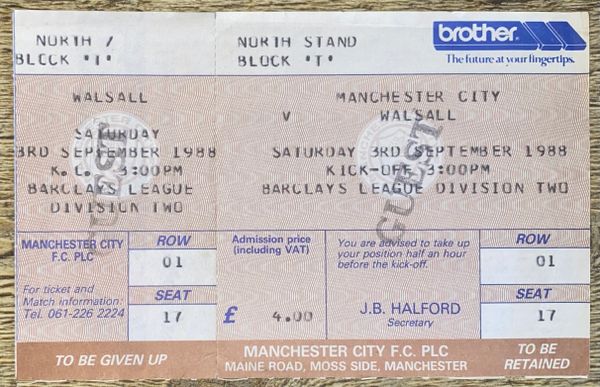 NORTH /
BLOCK "T"
WALSALL
SATURDAY
3RD SEPTEMBER 1988
K.O. 3:00PM
BARCLAYS LEAGUE
DIVISION TWO
MANCHESTER CITY
F.C. PLC
ROW
01
For ticket and
Match information:
Tel. 061-226 2224
SEAT
17
TO BE GIVEN UP
NORTH STAND
BLOCK "T"
brother
The future at your fingertips.
MANCHESTER CITY
V WALSALL
SATURDAY 3RD SEPTEMBER 1988
KICK-OFF 3:00PM
BARCLAYS LEAGUE DIVISION TWO
GUEST
GUEST
Admission price
(including VAT)
£ 4.00
You are advised to take up
your position half an hour
before the kick-off.
J.B. HALFORD
Secretary
ROW
01
SEAT
17
MANCHESTER CITY F.C. PLC
MAINE ROAD, MOSS SIDE, MANCHESTER
TO BE
RETAINED